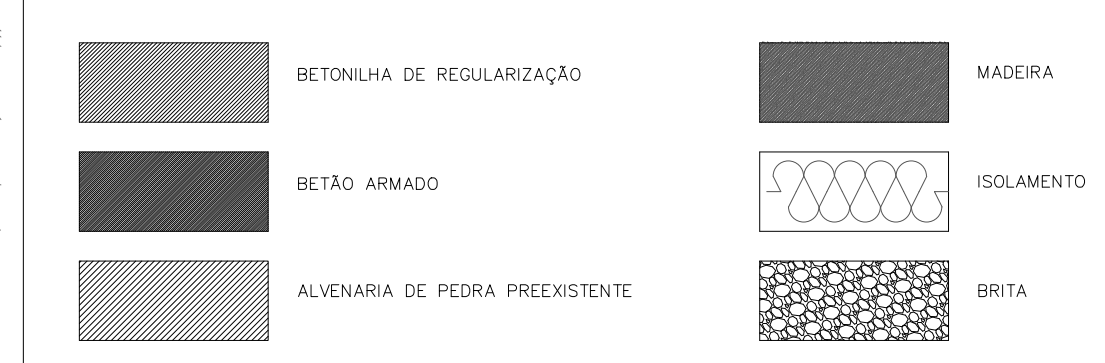 BETONILHA DE REGULARIZAÇÃO
BETÃO ARMADO
ALVENARIA DE PEDRA PREEXISTENTE
MADEIRA
ISOLAMENTO
BRITA